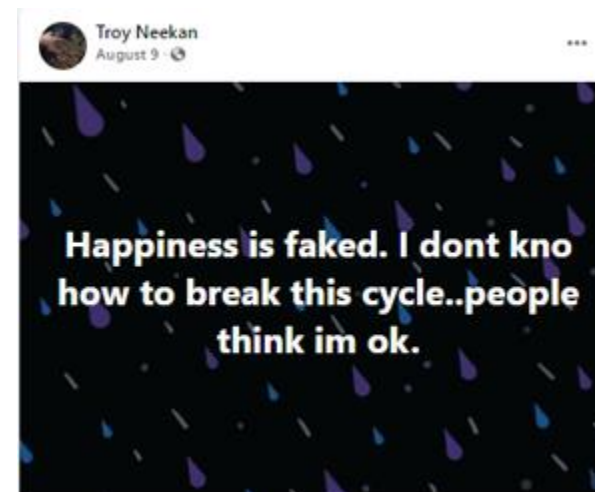 Troy Neekan
August 9 ·
Happiness is faked. I dont kno
how to break this cycle..people
think im ok.